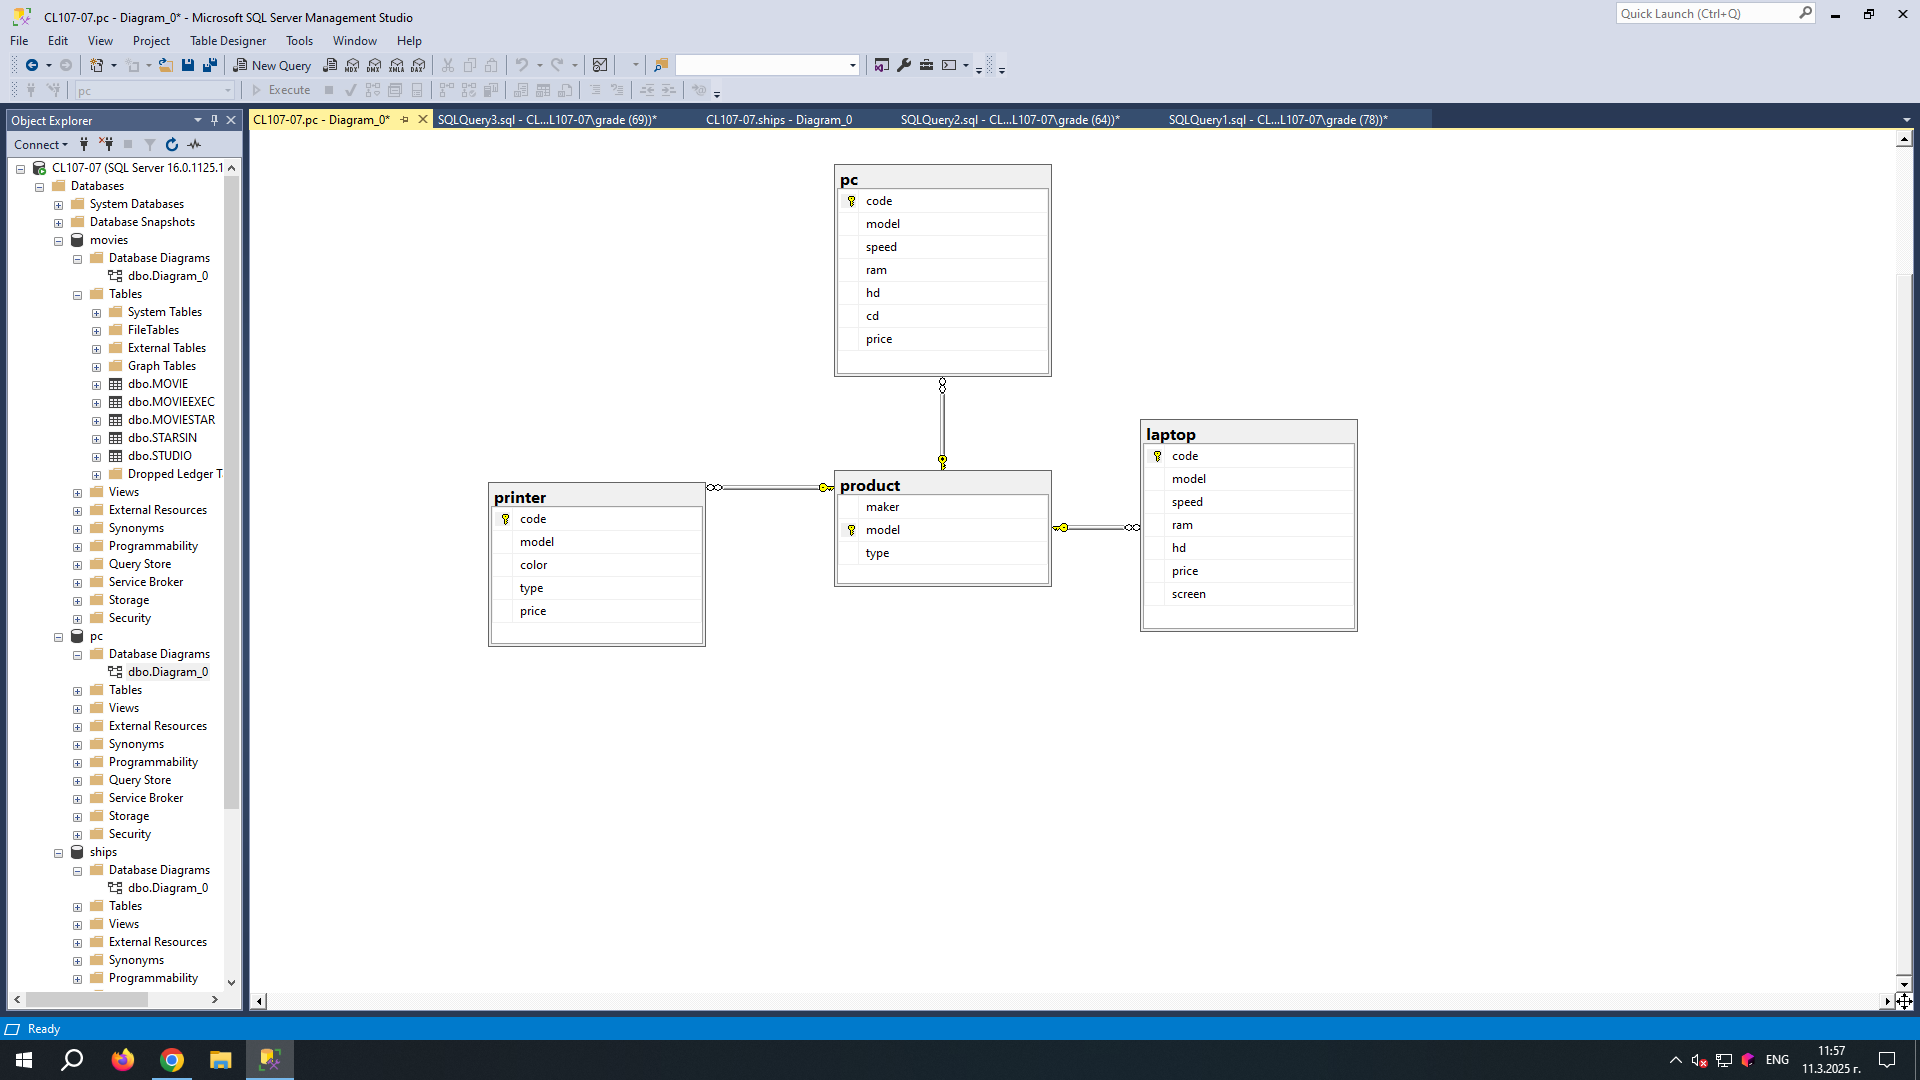 CL107-07.pc - Diagram_0* - Microsoft SQL Server Management Studio
Quick Launch (Ctrl+Q)
File Edit View Project Table Designer Tools Window Help
New Query
MDX DMX XMLA DAX
pc
Execute
Object Explorer
CL107-07.pc - Diagram_0*
SQLQuery3.sql - CL...L107-07\grade (69))*
CL107-07.ships - Diagram_0
SQLQuery2.sql - CL...L107-07\grade (64))*
SQLQuery1.sql - CL...L107-07\grade (78))*
Connect
CL107-07 (SQL Server 16.0.1125.1
Databases
System Databases
Database Snapshots
movies
Database Diagrams
dbo.Diagram_0
Tables
System Tables
FileTables
External Tables
Graph Tables
dbo.MOVIE
dbo.MOVIEEXEC
dbo.MOVIESTAR
dbo.STARSIN
dbo.STUDIO
Dropped Ledger T
Views
External Resources
Synonyms
Programmability
Query Store
Service Broker
Storage
Security
pc
Database Diagrams
dbo.Diagram_0
Tables
Views
External Resources
Synonyms
Programmability
Query Store
Service Broker
Storage
Security
ships
Database Diagrams
dbo.Diagram_0
Tables
Views
External Resources
Synonyms
Programmability
pc
code
model
speed
ram
hd
cd
price
printer
code
model
color
type
price
product
maker
model
type
laptop
code
model
speed
ram
hd
price
screen
Ready
ENG
11:57
11.3.2025 г.